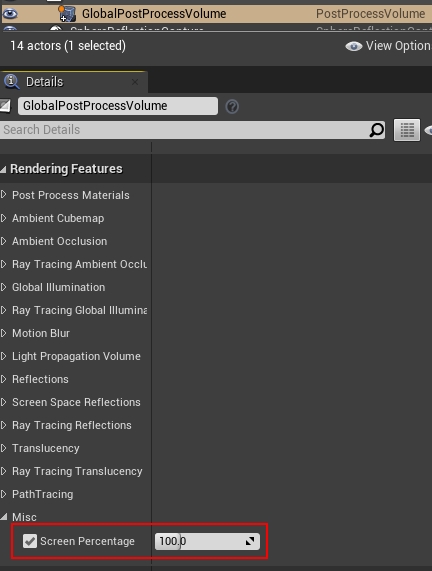 GlobalPostProcessVolume PostProcessVolume
14 actors (1 selected) View Option
Details
GlobalPostProcessVolume
Search Details
Rendering Features
Post Process Materials
Ambient Cubemap
Ambient Occlusion
Ray Tracing Ambient Occlu
Global Illumination
Ray Tracing Global Illumina
Motion Blur
Light Propagation Volume
Reflections
Screen Space Reflections
Ray Tracing Reflections
Translucency
Ray Tracing Translucency
PathTracing
Misc
Screen Percentage 100.0